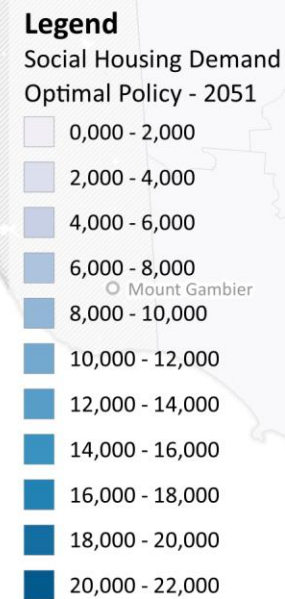 Legend
Social Housing Demand
Optimal Policy - 2051
0,000 - 2,000
2,000 - 4,000
4,000 - 6,000
6,000 - 8,000
Mount Gambier
8,000 - 10,000
10,000 - 12,000
12,000 - 14,000
14,000 - 16,000
16,000 - 18,000
18,000 - 20,000
20,000 - 22,000